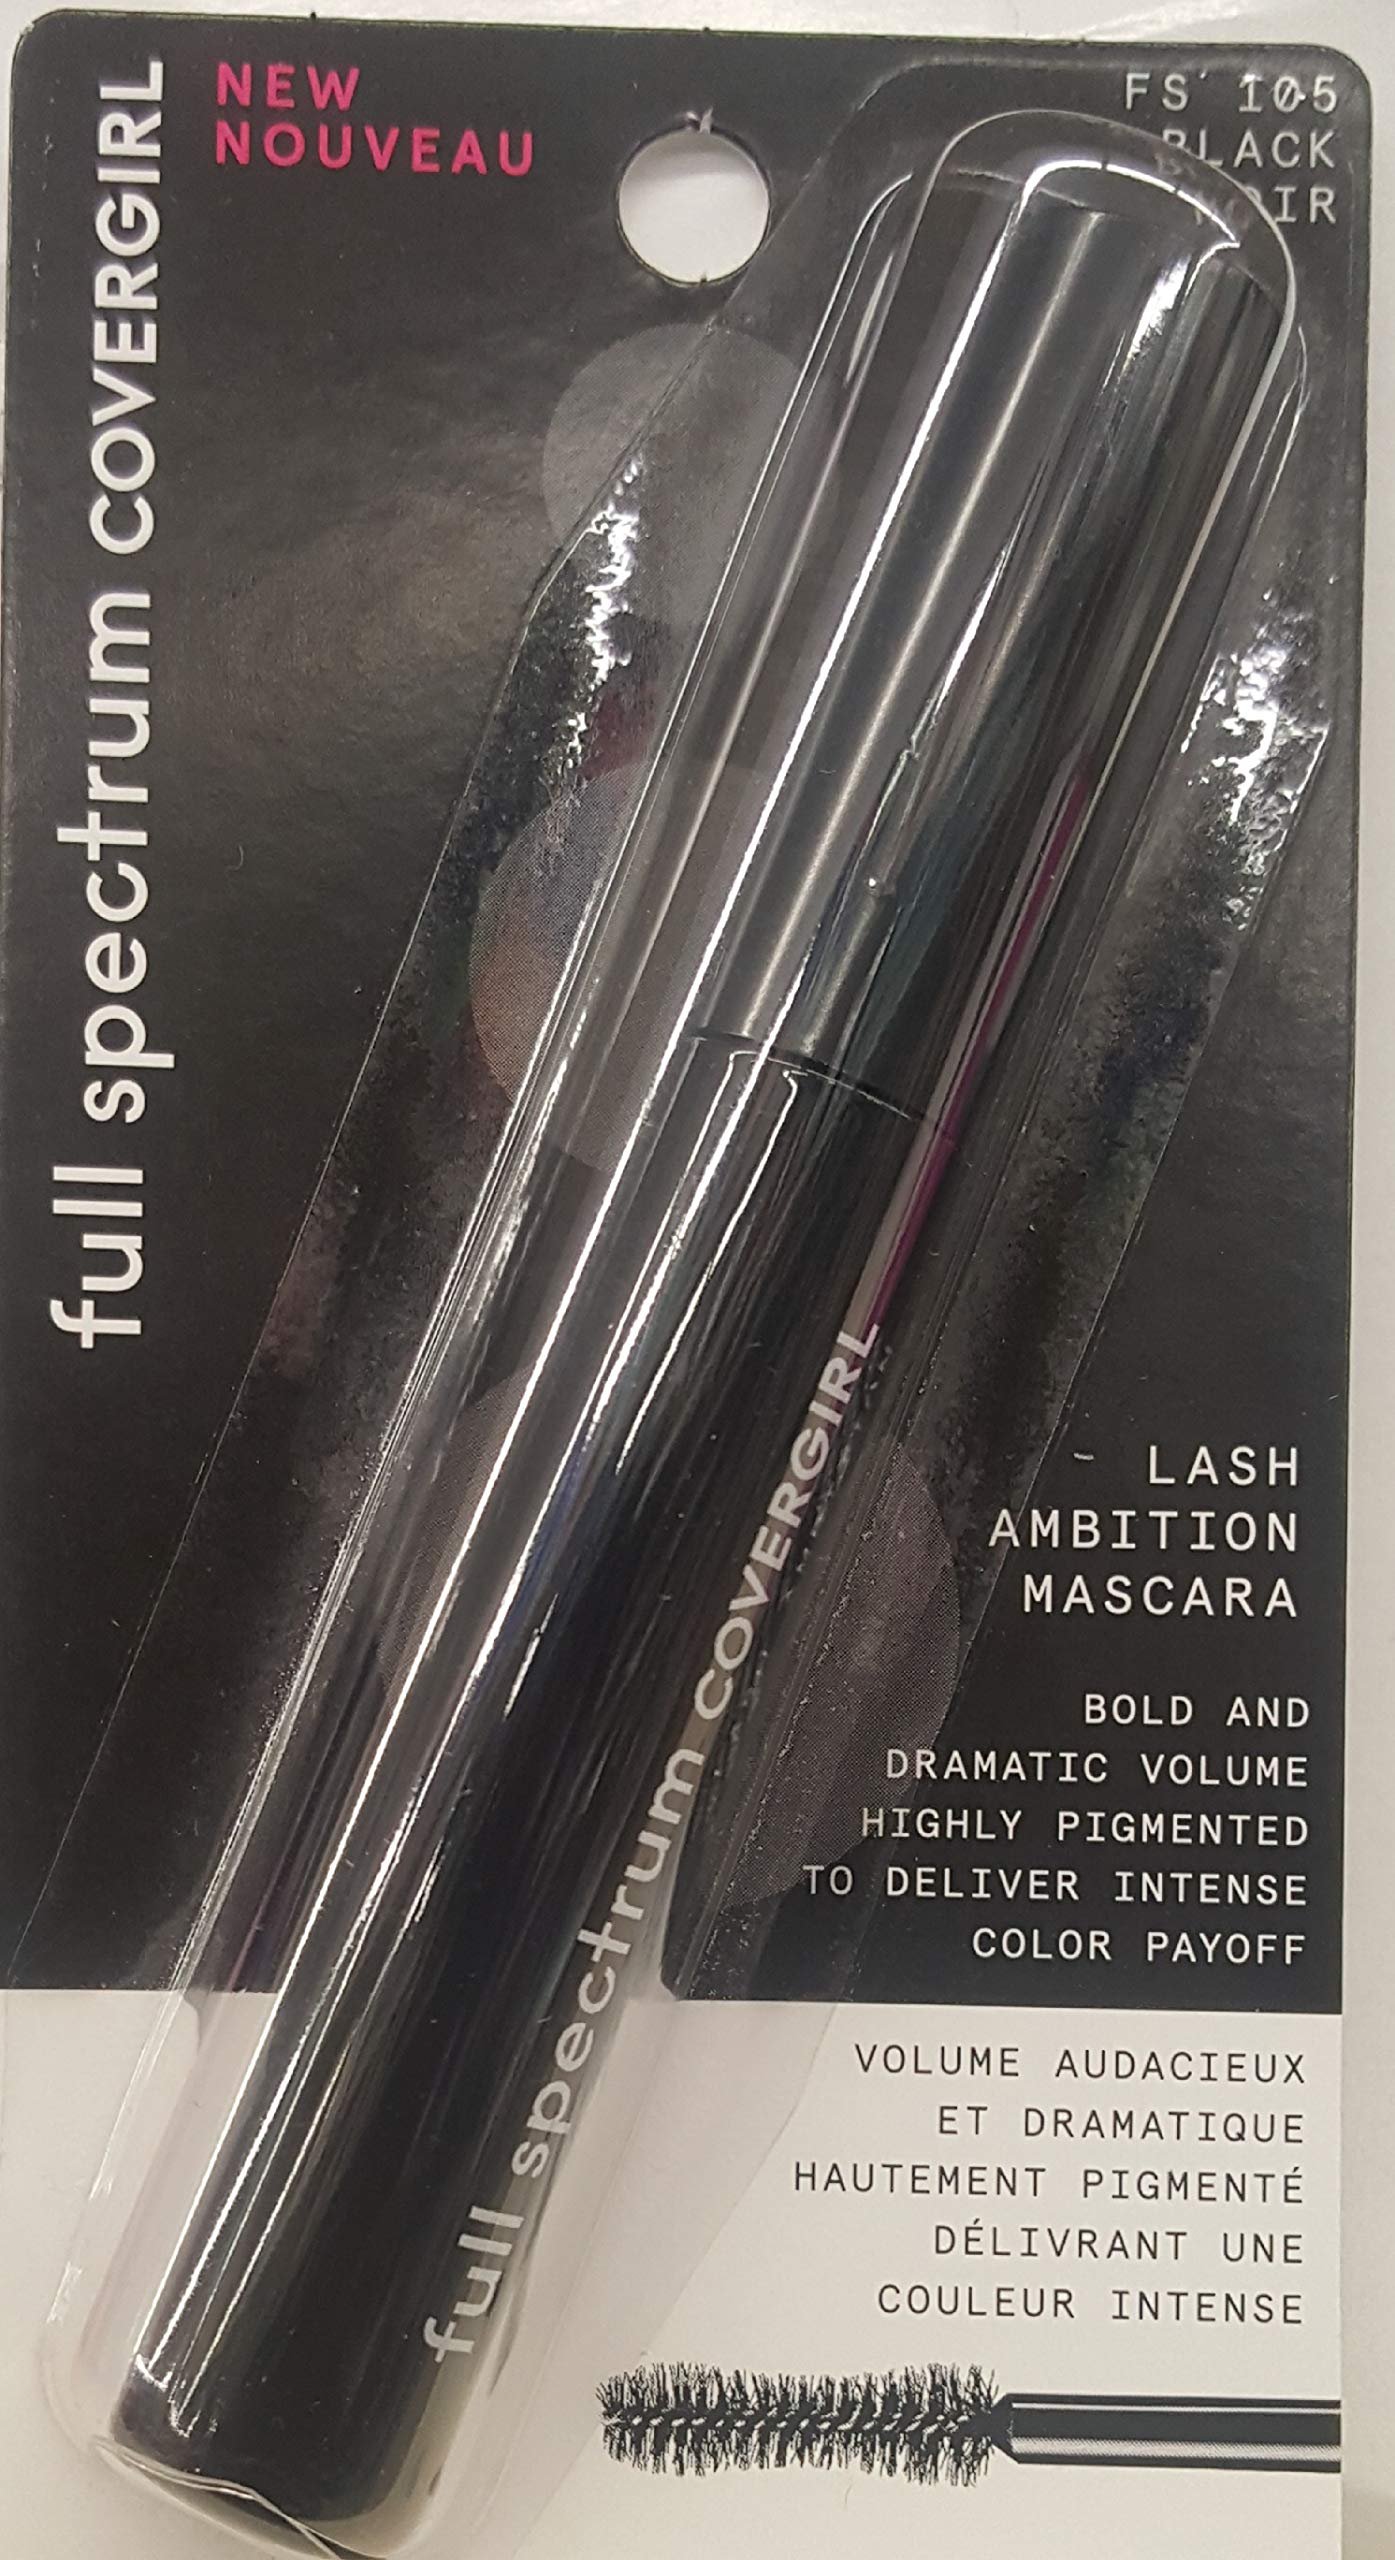 full spectrum COVERGIRL
NEW
NOUVEAU
FS 105
BLACK
NOIR
full spectrum COVERGIRL
LASH
AMBITION
MASCARA
BOLD AND
DRAMATIC VOLUME
HIGHLY PIGMENTED
TO DELIVER INTENSE
COLOR PAYOFF
VOLUME AUDACIEUX
ET DRAMATIQUE
HAUTEMENT PIGMENTÉ
DÉLIVRANT UNE
COULEUR INTENSE